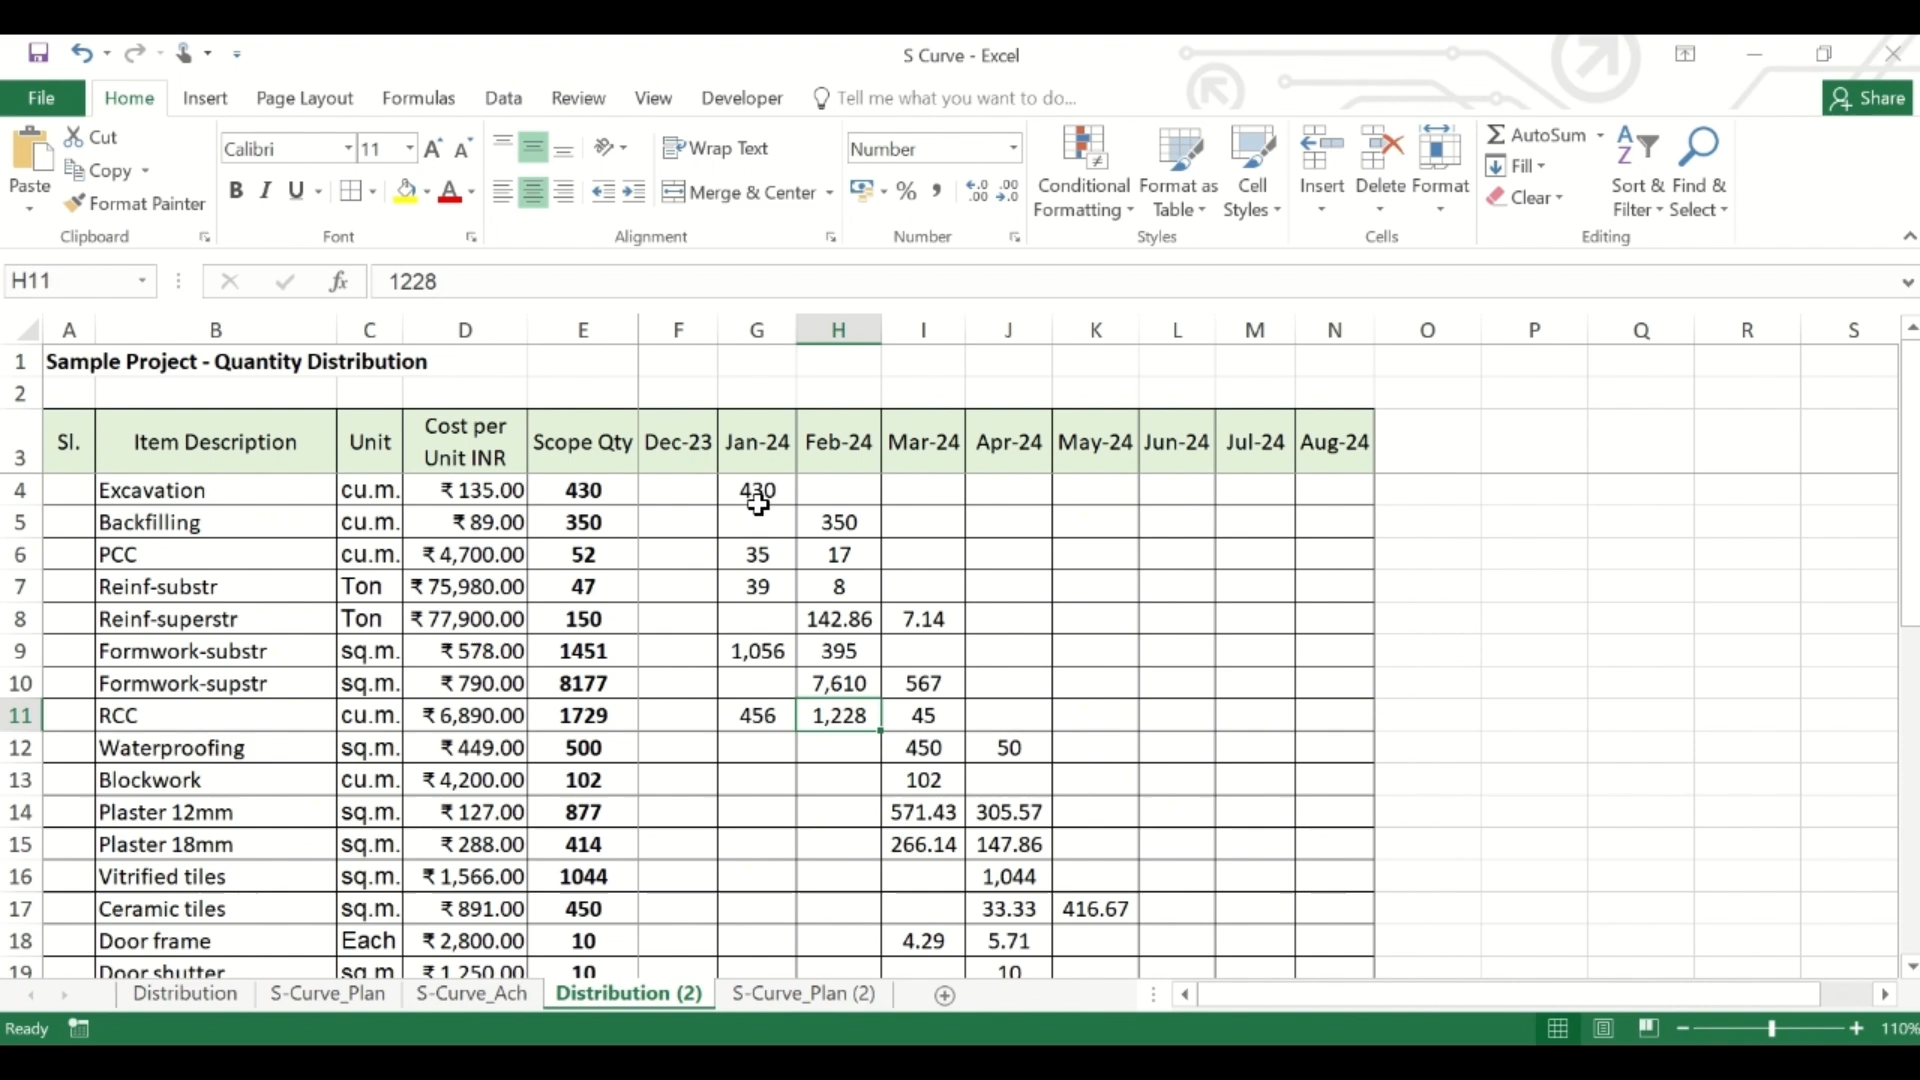 S Curve - Excel
File Home Insert Page Layout Formulas Data Review View Developer Tell me what you want to do... Share
Paste Cut Copy Format Painter Clipboard
Calibri 11 B I U A Font
Wrap Text Merge & Center Alignment
Number % Number
Conditional Formatting Format as Table Cell Styles Styles
Insert Delete Format Cells
AutoSum Fill Clear Sort & Filter Find & Select Editing
H11 fx 1228
A B C D E F G H I J K L M N O P Q R S
1 Sample Project - Quantity Distribution
2
3 Sl. Item Description Unit Cost per Unit INR Scope Qty Dec-23 Jan-24 Feb-24 Mar-24 Apr-24 May-24 Jun-24 Jul-24 Aug-24
4 Excavation cu.m. ₹ 135.00 430 430
5 Backfilling cu.m. ₹ 89.00 350 350
6 PCC cu.m. ₹ 4,700.00 52 35 17
7 Reinf-substr Ton ₹ 75,980.00 47 39 8
8 Reinf-superstr Ton ₹ 77,900.00 150 142.86 7.14
9 Formwork-substr sq.m. ₹ 578.00 1451 1,056 395
10 Formwork-supstr sq.m. ₹ 790.00 8177 7,610 567
11 RCC cu.m. ₹ 6,890.00 1729 456 1,228 45
12 Waterproofing sq.m. ₹ 449.00 500 450 50
13 Blockwork cu.m. ₹ 4,200.00 102 102
14 Plaster 12mm sq.m. ₹ 127.00 877 571.43 305.57
15 Plaster 18mm sq.m. ₹ 288.00 414 266.14 147.86
16 Vitrified tiles sq.m. ₹ 1,566.00 1044 1,044
17 Ceramic tiles sq.m. ₹ 891.00 450 33.33 416.67
18 Door frame Each ₹ 2,800.00 10 4.29 5.71
19 Door shutter sq.m ₹ 1,250.00 10 10
Distribution S-Curve_Plan S-Curve_Ach Distribution (2) S-Curve_Plan (2)
Ready 110%